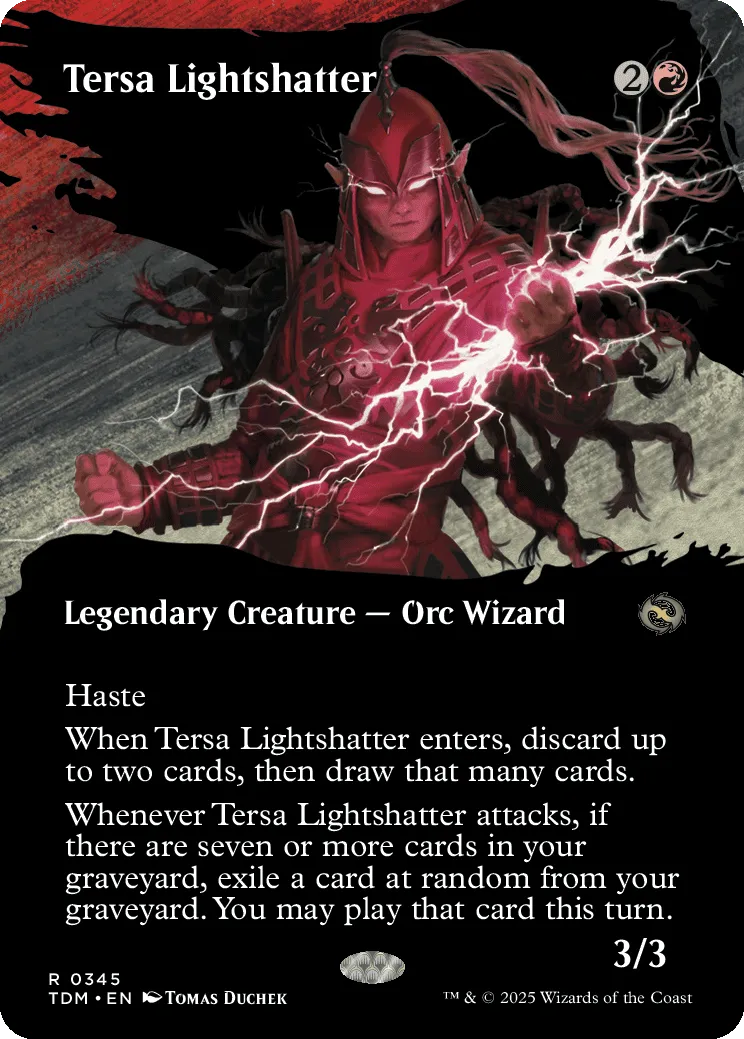 Tersa Lightshatter 2
Legendary Creature — Orc Wizard
Haste
When Tersa Lightshatter enters, discard up
to two cards, then draw that many cards.
Whenever Tersa Lightshatter attacks, if
there are seven or more cards in your
graveyard, exile a card at random from your
graveyard. You may play that card this turn.
3/3
R 0345
TDM • EN Tomas Duchek
™ & © 2025 Wizards of the Coast